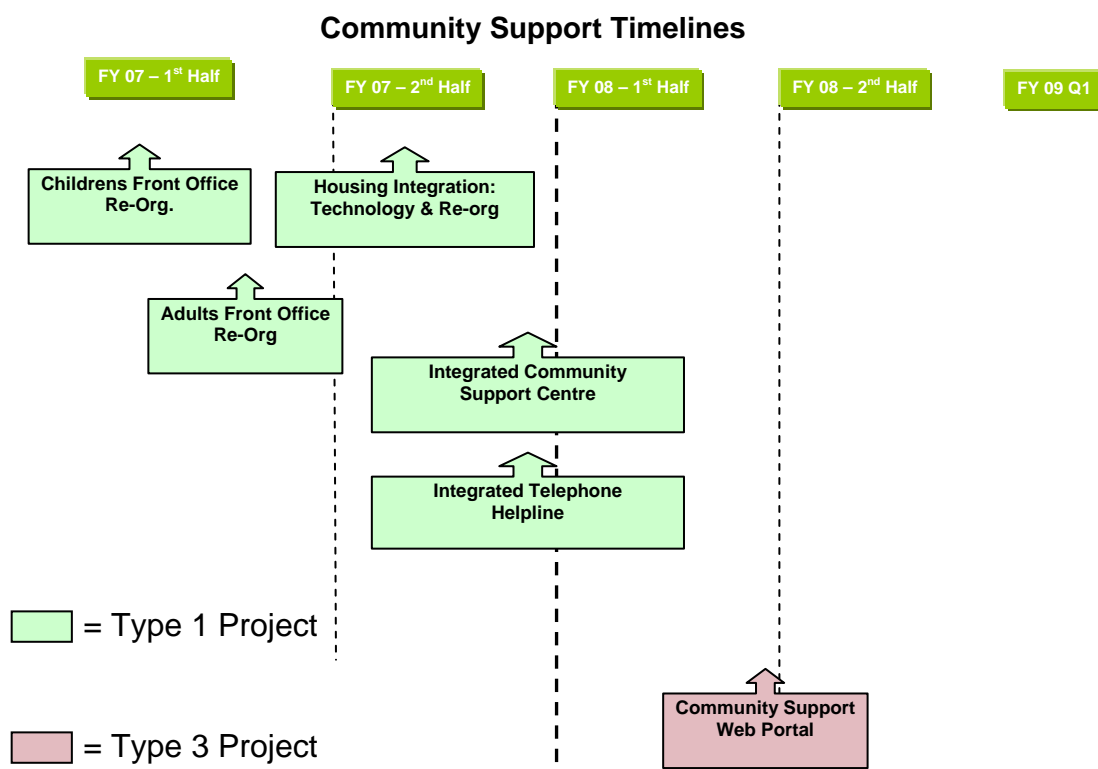 Community Support Timelines
FY 07 – 1st Half
FY 07 – 2nd Half
FY 08 – 1st Half
FY 08 – 2nd Half
FY 09 Q1
Childrens Front Office
Re-Org.
Housing Integration:
Technology & Re-org
Adults Front Office
Re-Org
Integrated Community
Support Centre
Integrated Telephone
Helpline
= Type 1 Project
Community Support
Web Portal
= Type 3 Project